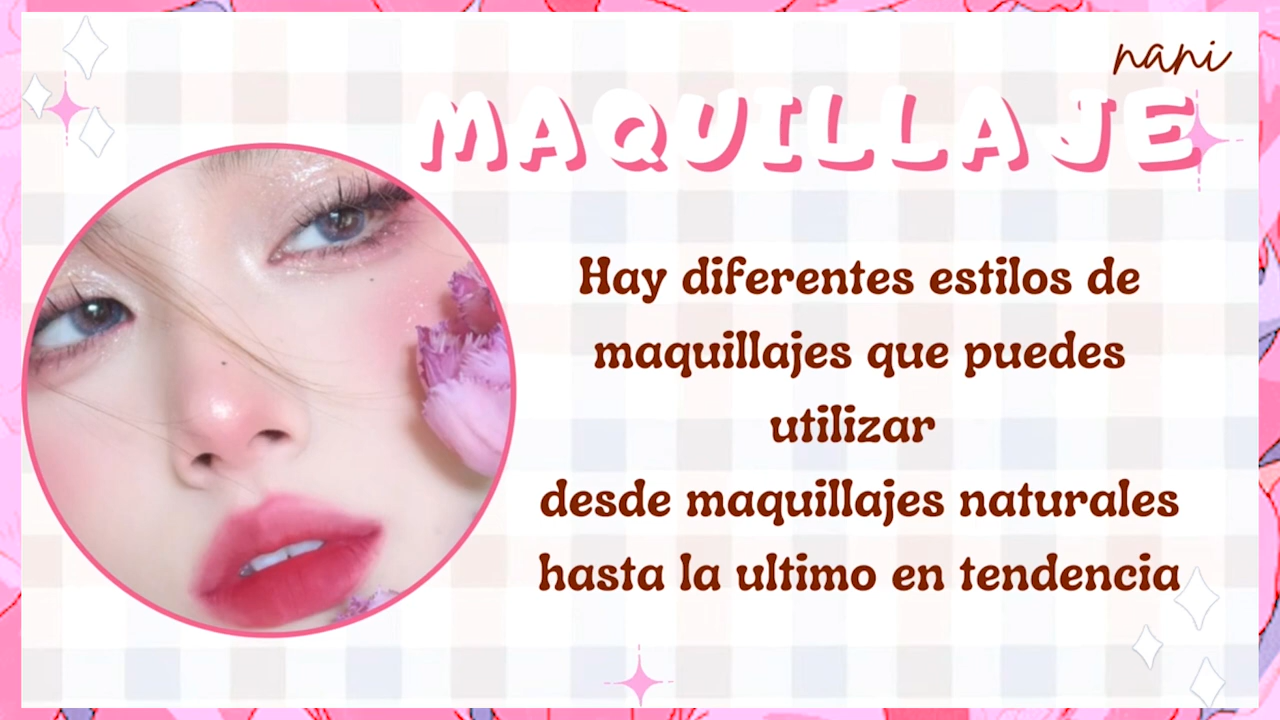 nani
MAQUILLAJE
Hay diferentes estilos de
maquillajes que puedes
utilizar
desde maquillajes naturales
hasta la ultimo en tendencia